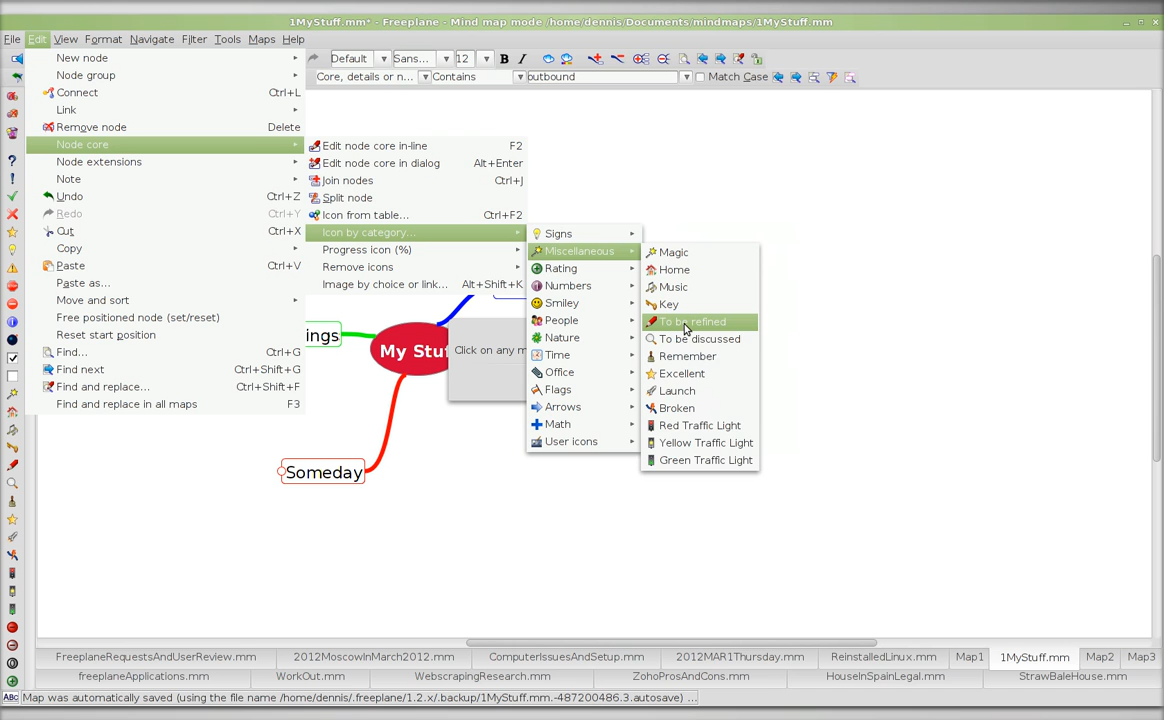 1MyStuff.mm* - Freeplane - Mind map mode /home/dennis/Documents/mindmaps/1MyStuff.mm
File Edit View Format Navigate Filter Tools Maps Help
Default Sans... 12 B I
Core, details or n... Contains outbound Match Case
New node
Node group
Connect Ctrl+L
Link
Remove node Delete
Node core
Node extensions
Note
Undo Ctrl+Z
Redo Ctrl+Y
Cut Ctrl+X
Copy
Paste Ctrl+V
Paste as...
Move and sort
Free positioned node (set/reset)
Reset start position
Find... Ctrl+G
Find next Ctrl+Shift+G
Find and replace... Ctrl+Shift+F
Find and replace in all maps F3
Edit node core in-line F2
Edit node core in dialog Alt+Enter
Join nodes Ctrl+J
Split node
Icon from table... Ctrl+F2
Icon by category...
Progress icon (%)
Remove icons
Image by choice or link... Alt+Shift+K
Signs
Miscellaneous
Rating
Numbers
Smiley
People
Nature
Time
Office
Flags
Arrows
Math
User icons
Magic
Home
Music
Key
To be refined
To be discussed
Remember
Excellent
Launch
Broken
Red Traffic Light
Yellow Traffic Light
Green Traffic Light
ings
My Stuf
Click on any m
Someday
FreeplaneRequestsAndUserReview.mm 2012MoscowInMarch2012.mm ComputerIssuesAndSetup.mm 2012MAR1Thursday.mm ReinstalledLinux.mm Map1 1MyStuff.mm Map2 Map3
freeplaneApplications.mm WorkOut.mm WebscrapingResearch.mm ZohoProsAndCons.mm HouseInSpainLegal.mm StrawBaleHouse.mm
Abc Map was automatically saved (using the file name /home/dennis/.freeplane/1.2.x/.backup/1MyStuff.mm.-487200486.3.autosave) ...